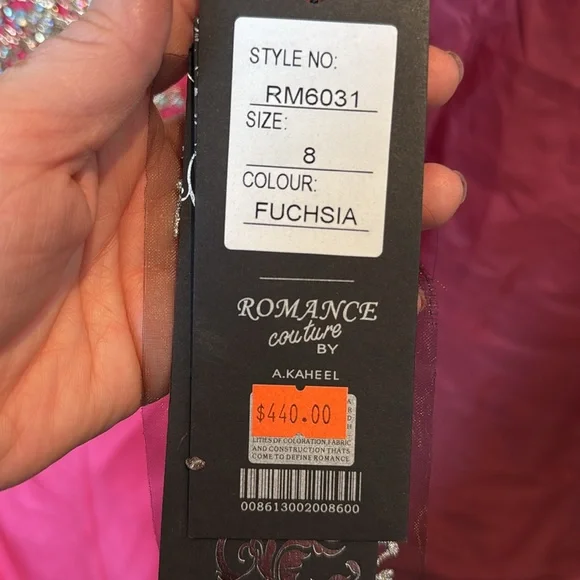 STYLE NO:
RM6031
SIZE:
8
COLOUR:
FUCHSIA
ROMANCE
couture
BY
A.KAHEEL
$440.00
LITIES OF COLORATION, FABRIC
AND CONSTRUCTION THATS
COME TO DEFINE ROMANCE
008613002008600